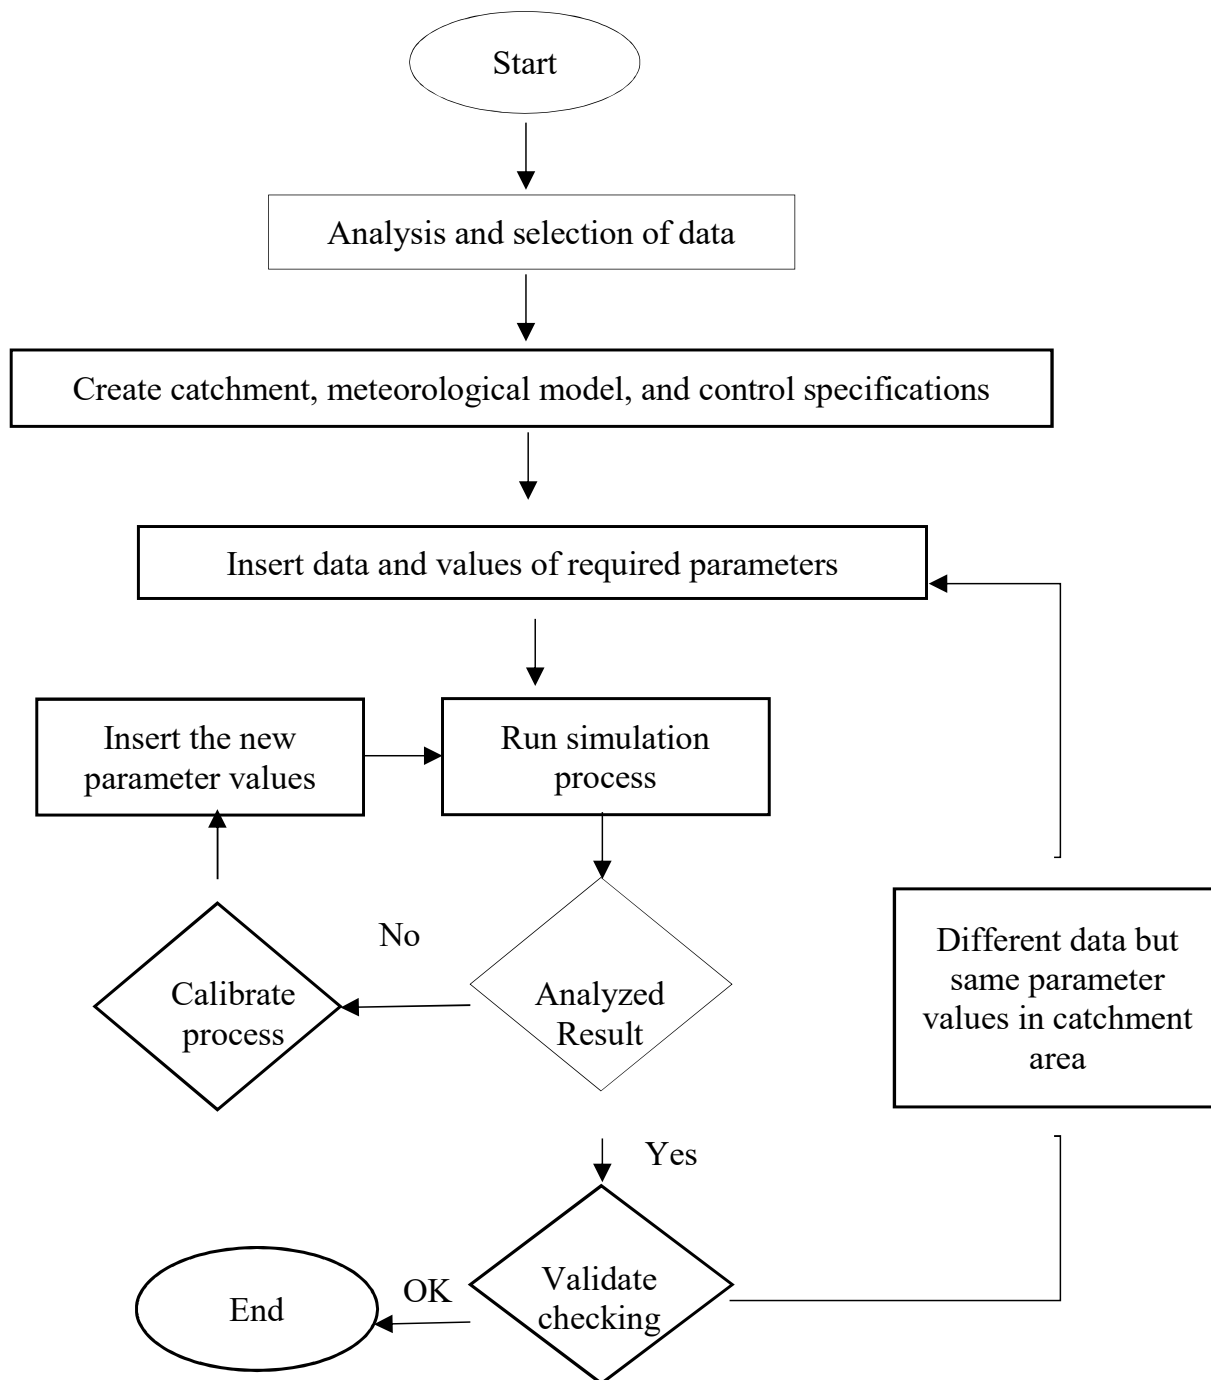 Start
Analysis and selection of data
Create catchment, meteorological model, and control specifications
Insert data and values of required parameters
Insert the new
parameter values
Run simulation
process
No
Calibrate
process
Analyzed
Result
Different data but
same parameter
values in catchment
area
Yes
Validate
checking
OK
End